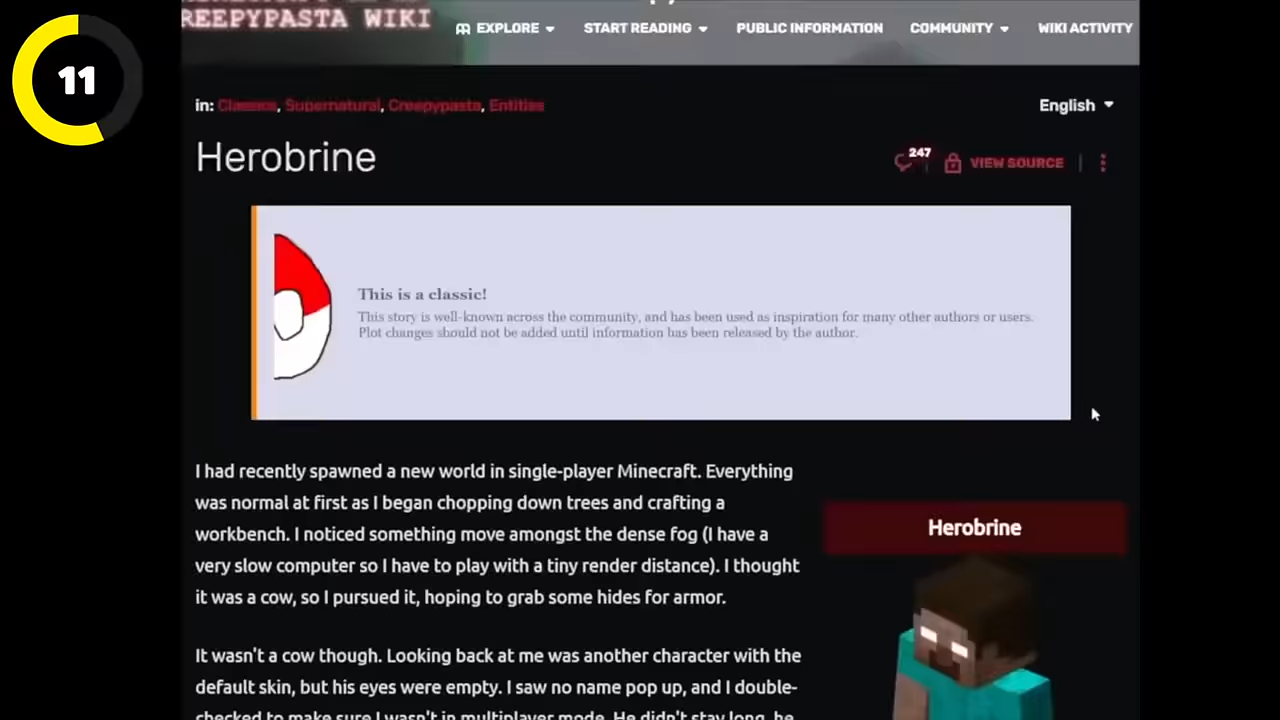 11
REEPYPASTA WIKI
EXPLORE
START READING
PUBLIC INFORMATION
COMMUNITY
WIKI ACTIVITY
in: Classics, Supernatural, Creepypasta, Entities
English
Herobrine
247
VIEW SOURCE
This is a classic!
This story is well-known across the community, and has been used as inspiration for many other authors or users.
Plot changes should not be added until information has been released by the author.
I had recently spawned a new world in single-player Minecraft. Everything
was normal at first as I began chopping down trees and crafting a
workbench. I noticed something move amongst the dense fog (I have a
very slow computer so I have to play with a tiny render distance). I thought
it was a cow, so I pursued it, hoping to grab some hides for armor.
Herobrine
It wasn't a cow though. Looking back at me was another character with the
default skin, but his eyes were empty. I saw no name pop up, and I double-
checked to make sure I wasn't in multiplayer mode. He didn't stay long, he